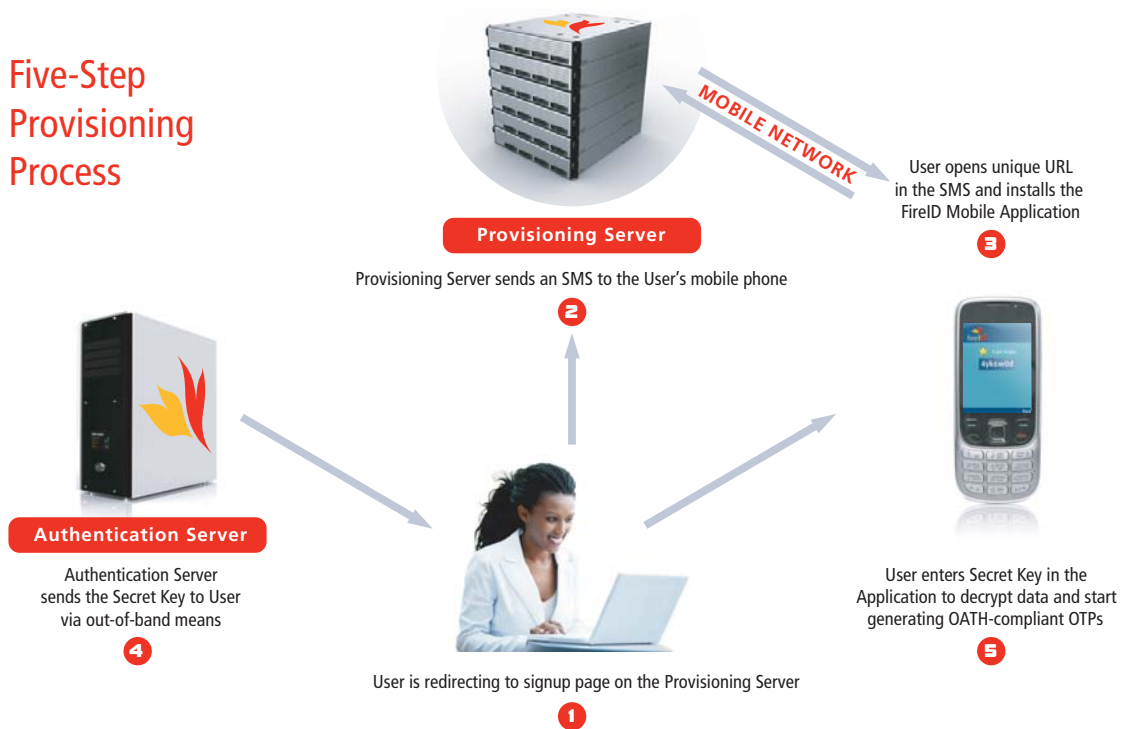 Five-Step
Provisioning
Process
MOBILE NETWORK
User opens unique URL
in the SMS and installs the
FireID Mobile Application
3
Provisioning Server
Provisioning Server sends an SMS to the User's mobile phone
2
Authentication Server
Authentication Server
sends the Secret Key to User
via out-of-band means
4
User enters Secret Key in the
Application to decrypt data and start
generating OATH-compliant OTPs
5
User is redirecting to signup page on the Provisioning Server
1